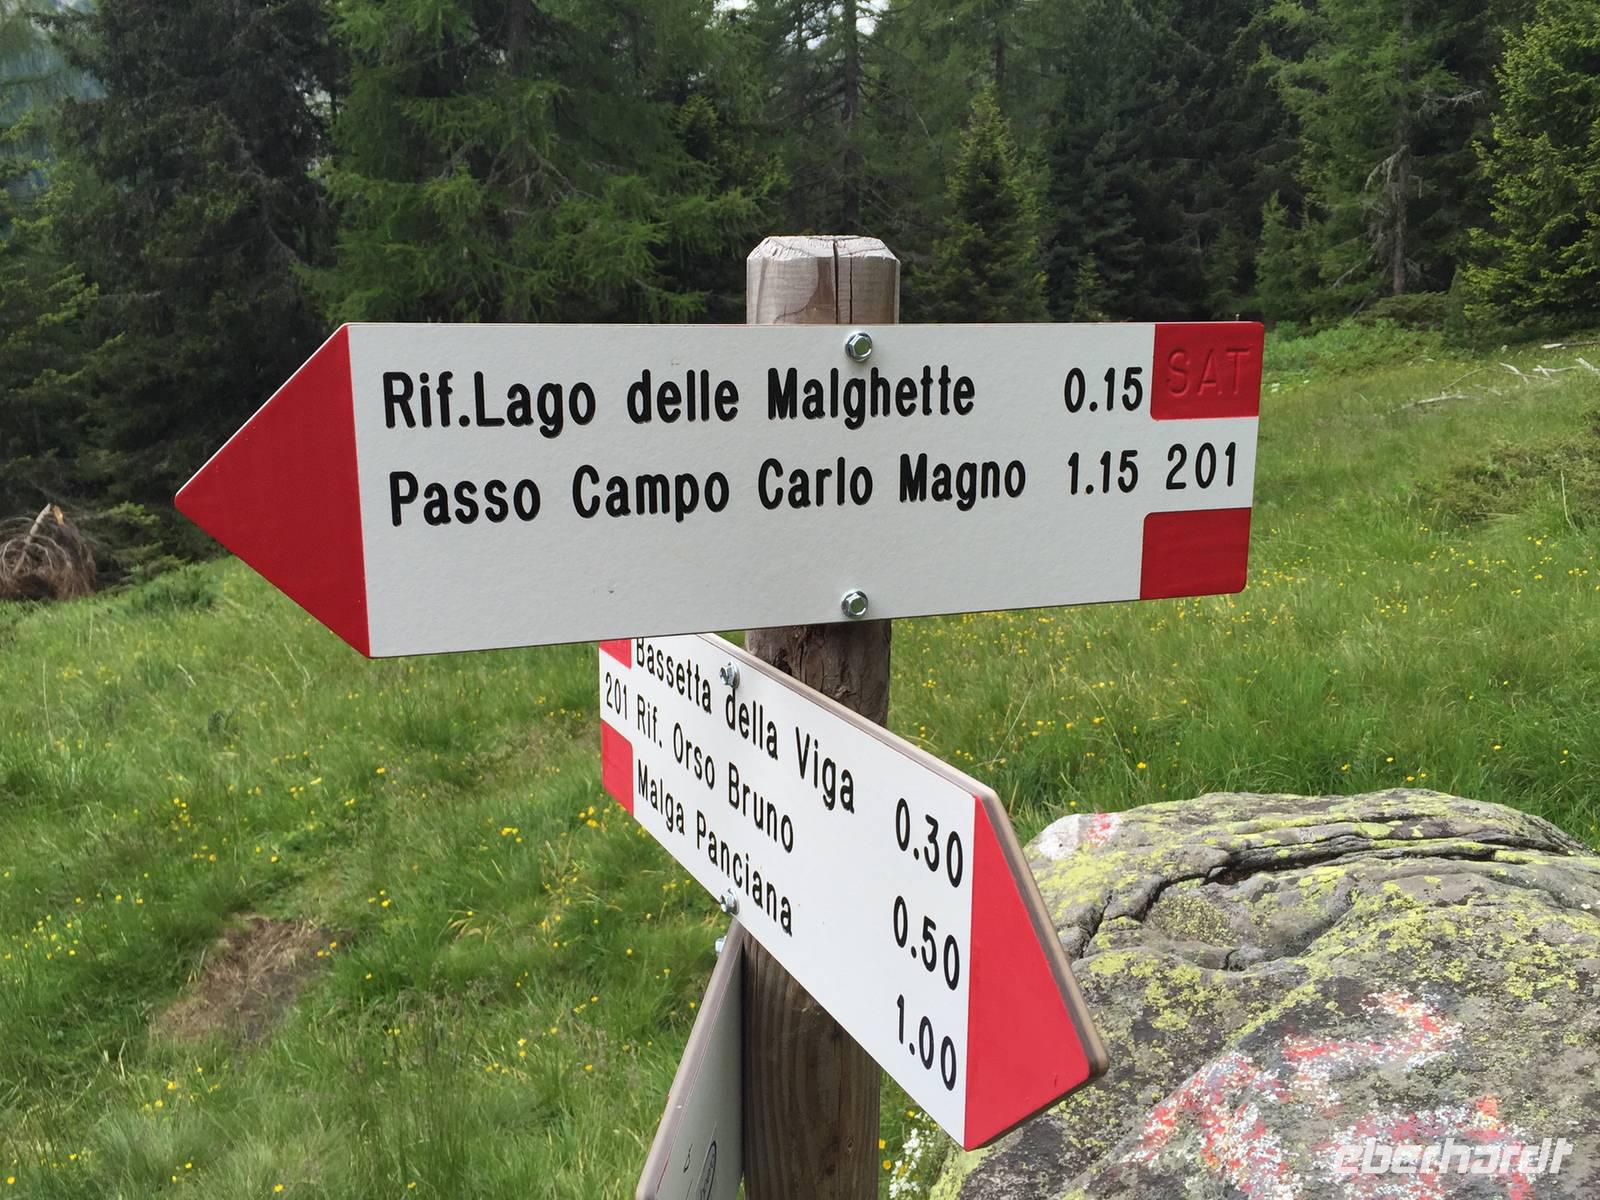 SAT
Rif.Lago delle Malghette 0.15
Passo Campo Carlo Magno 1.15 201
Bassetta della Viga 0.30
201 Rif. Orso Bruno 0.50
Malga Panciana 1.00
eberhardt